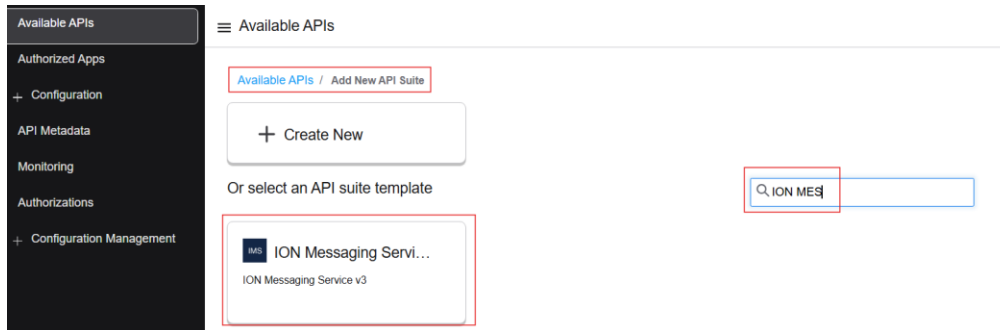 Available APIs
Authorized Apps
+ Configuration
API Metadata
Monitoring
Authorizations
+ Configuration Management
Available APIs
Available APIs / Add New API Suite
+ Create New
Or select an API suite template
ION MES
IMS ION Messaging Servi...
ION Messaging Service v3